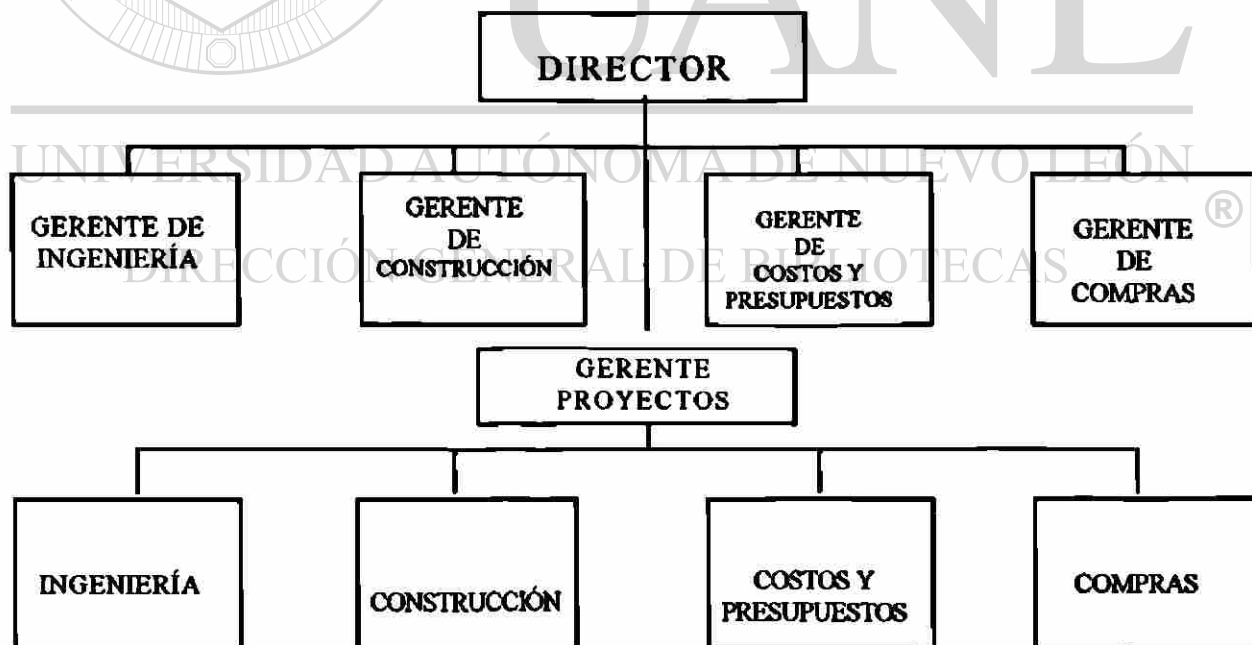 UANL
DIRECTOR
UNIVERSIDAD AUTÓNOMA DE NUEVO LEÓN
®
DIRECCIÓN GENERAL DE BIBLIOTECAS
GERENTE DE
INGENIERÍA
GERENTE
DE
CONSTRUCCIÓN
GERENTE
DE
COSTOS Y
PRESUPUESTOS
GERENTE
DE
COMPRAS
GERENTE
PROYECTOS
INGENIERÍA
CONSTRUCCIÓN
COSTOS Y
PRESUPUESTOS
COMPRAS